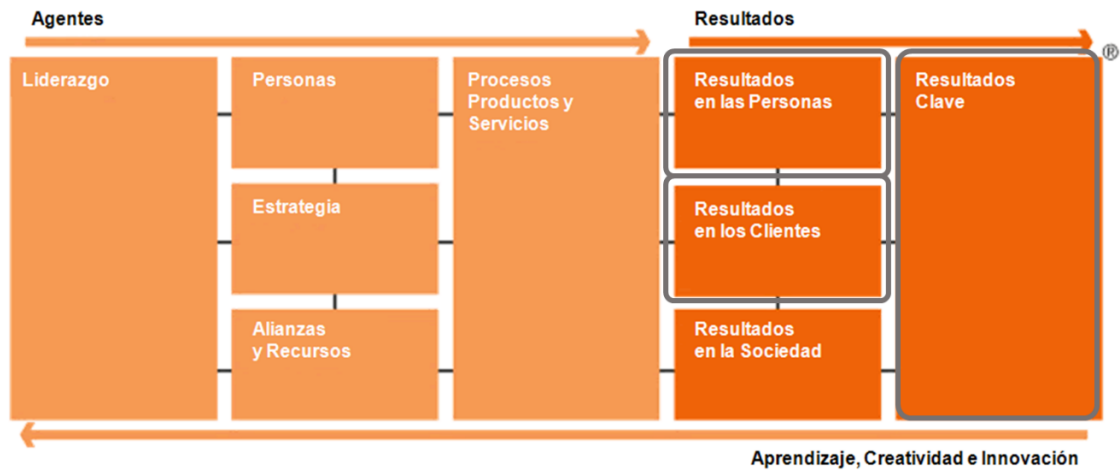 Agentes
Resultados
®
Liderazgo
Personas
Procesos
Productos y
Servicios
Resultados
en las Personas
Resultados
Clave
Estrategia
Resultados
en los Clientes
Alianzas
y Recursos
Resultados
en la Sociedad
Aprendizaje, Creatividad e Innovación